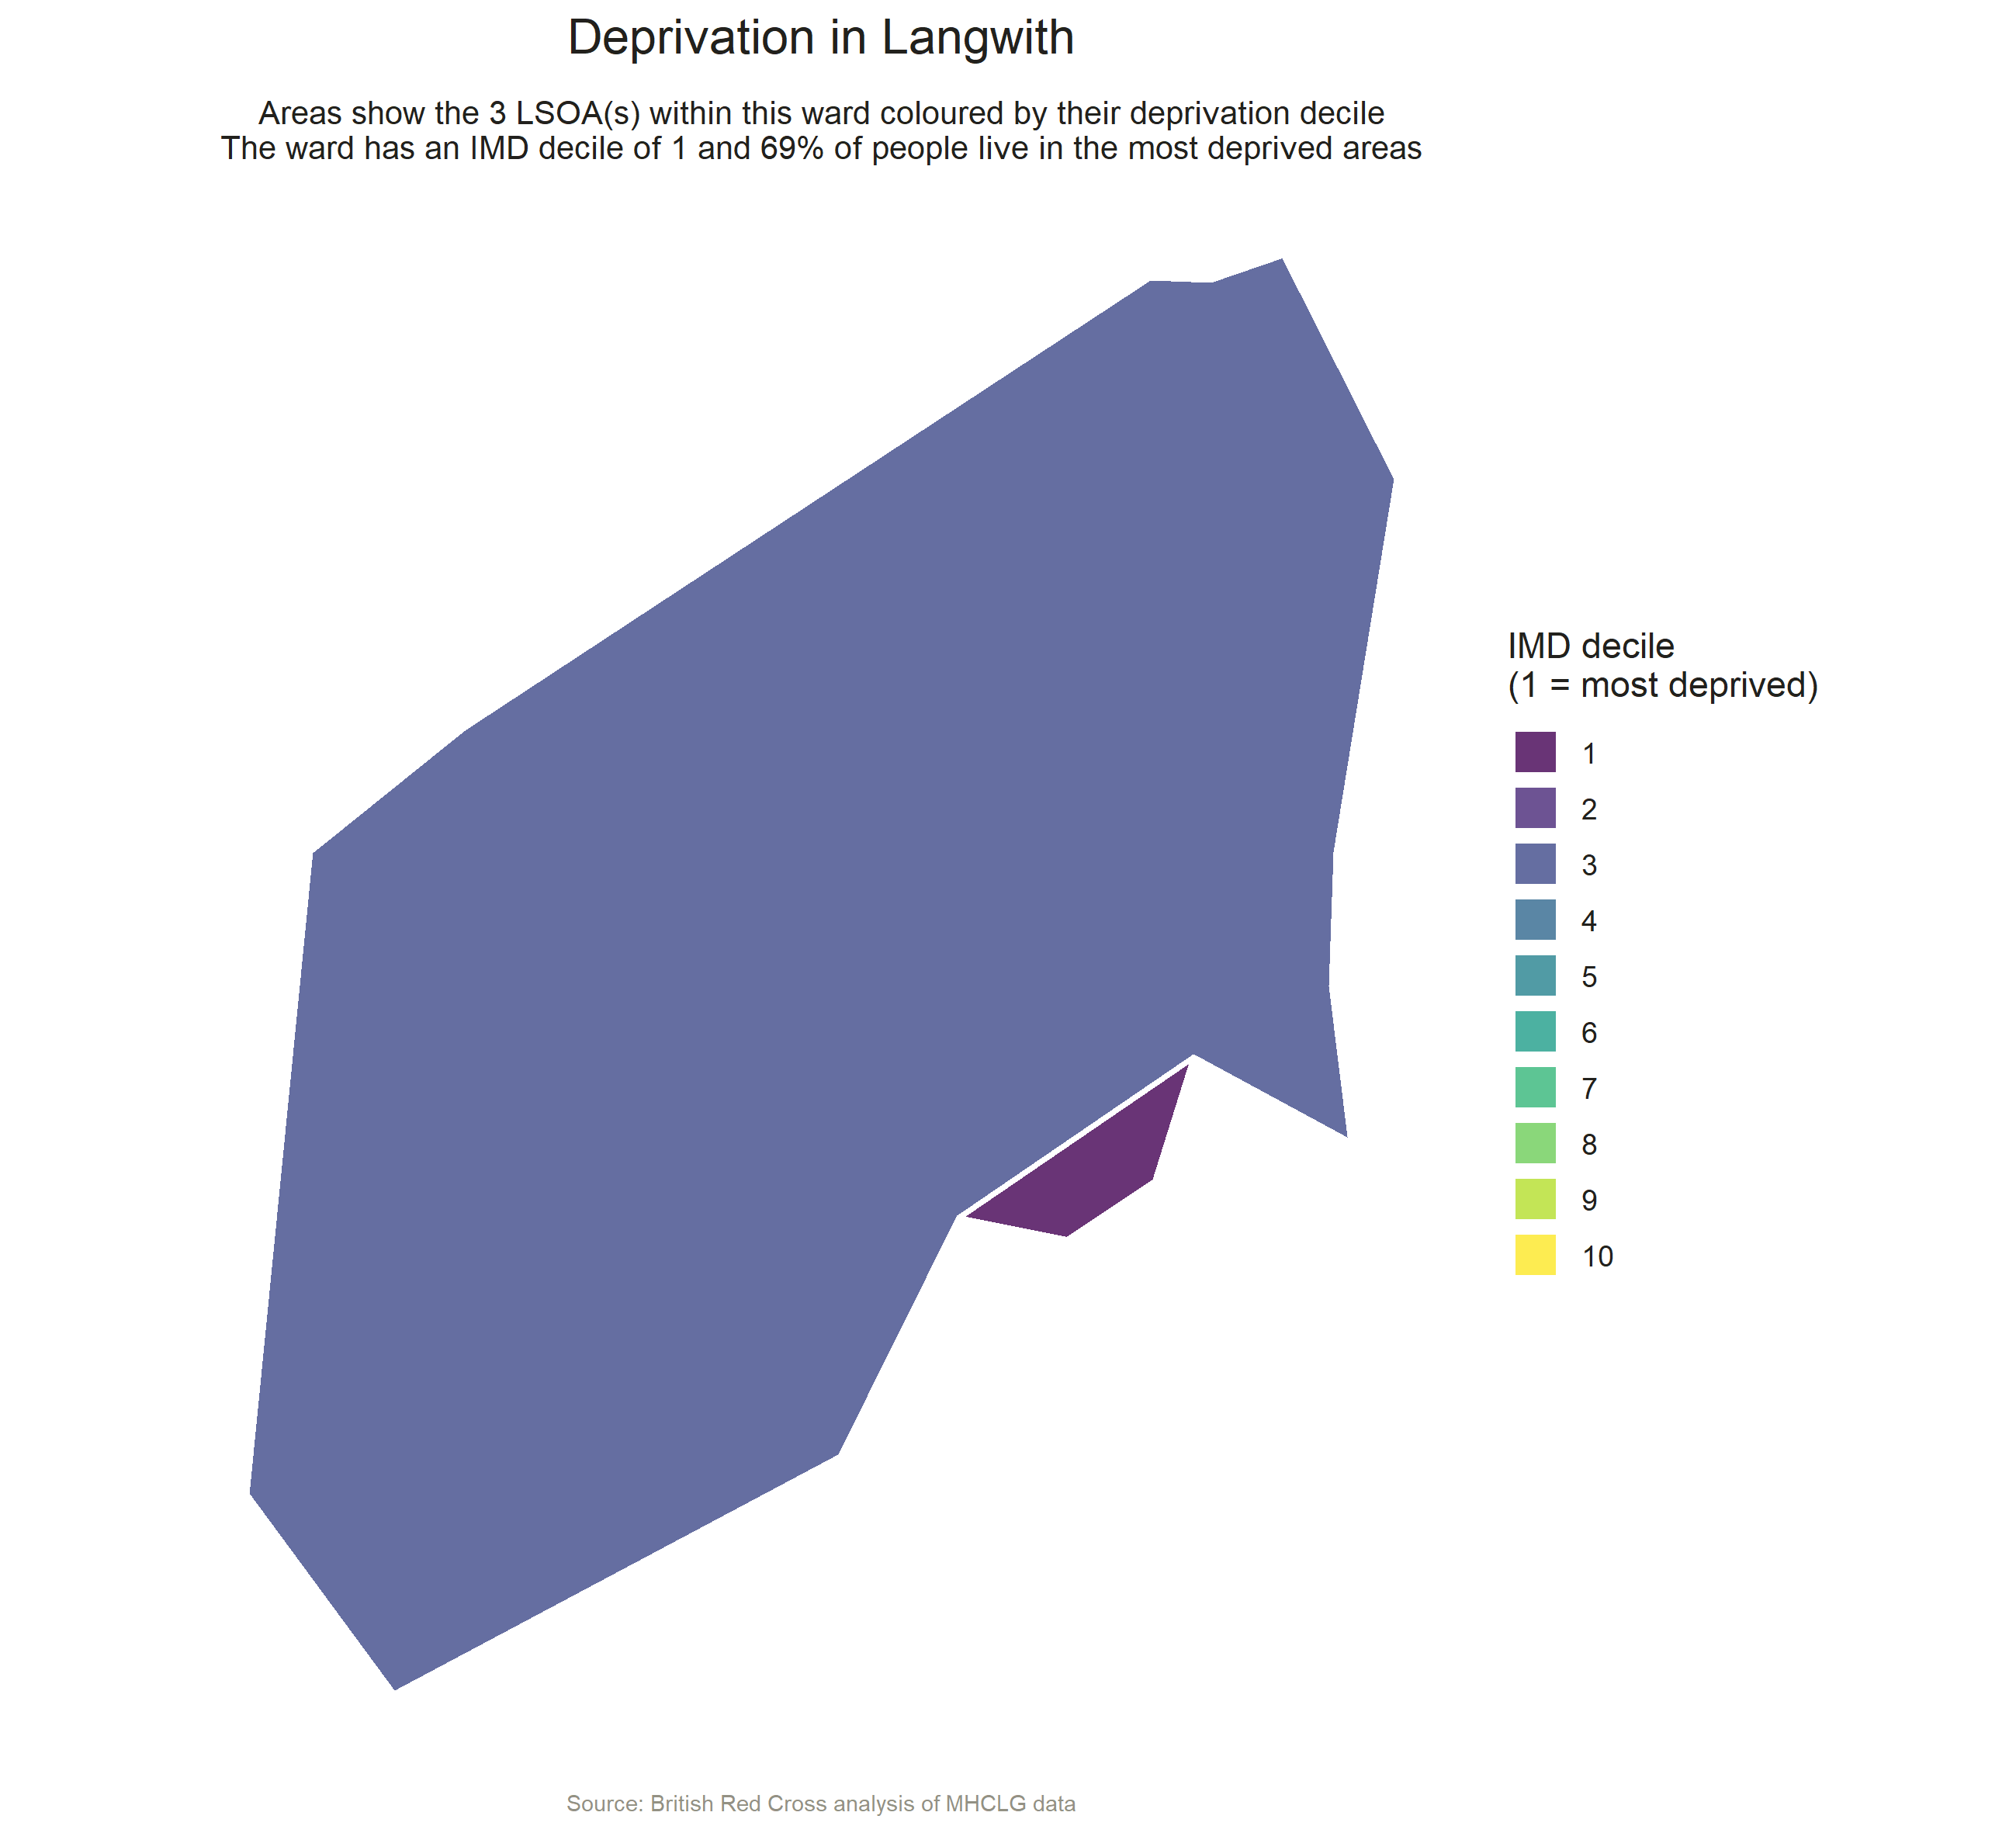 Deprivation in Langwith
Areas show the 3 LSOA(s) within this ward coloured by their deprivation decile
The ward has an IMD decile of 1 and 69% of people live in the most deprived areas
IMD decile
(1 = most deprived)
1
2
3
4
5
6
7
8
9
10
Source: British Red Cross analysis of MHCLG data